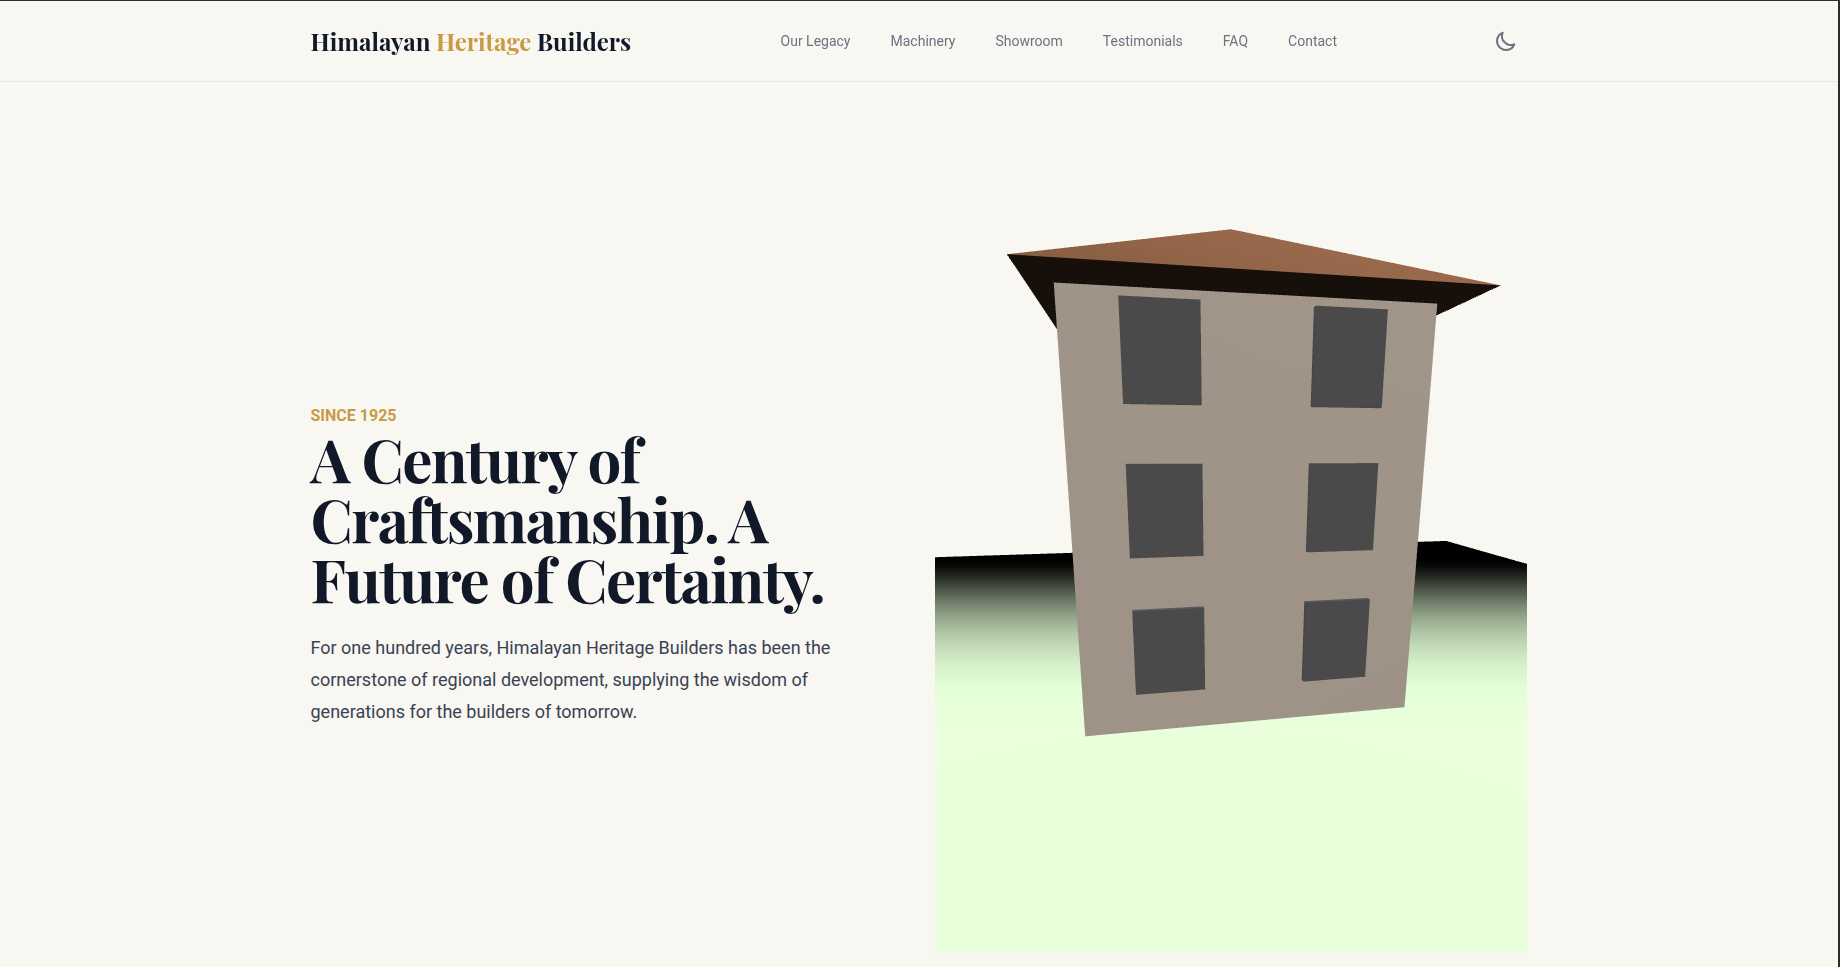 Himalayan Heritage Builders
Our Legacy
Machinery
Showroom
Testimonials
FAQ
Contact
SINCE 1925
A Century of
Craftsmanship. A
Future of Certainty.
For one hundred years, Himalayan Heritage Builders has been the
cornerstone of regional development, supplying the wisdom of
generations for the builders of tomorrow.